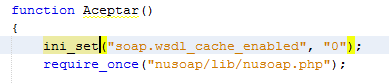 function Aceptar()
{
ini_set("soap.wsdl_cache_enabled", "0");
require_once("nusoap/lib/nusoap.php");